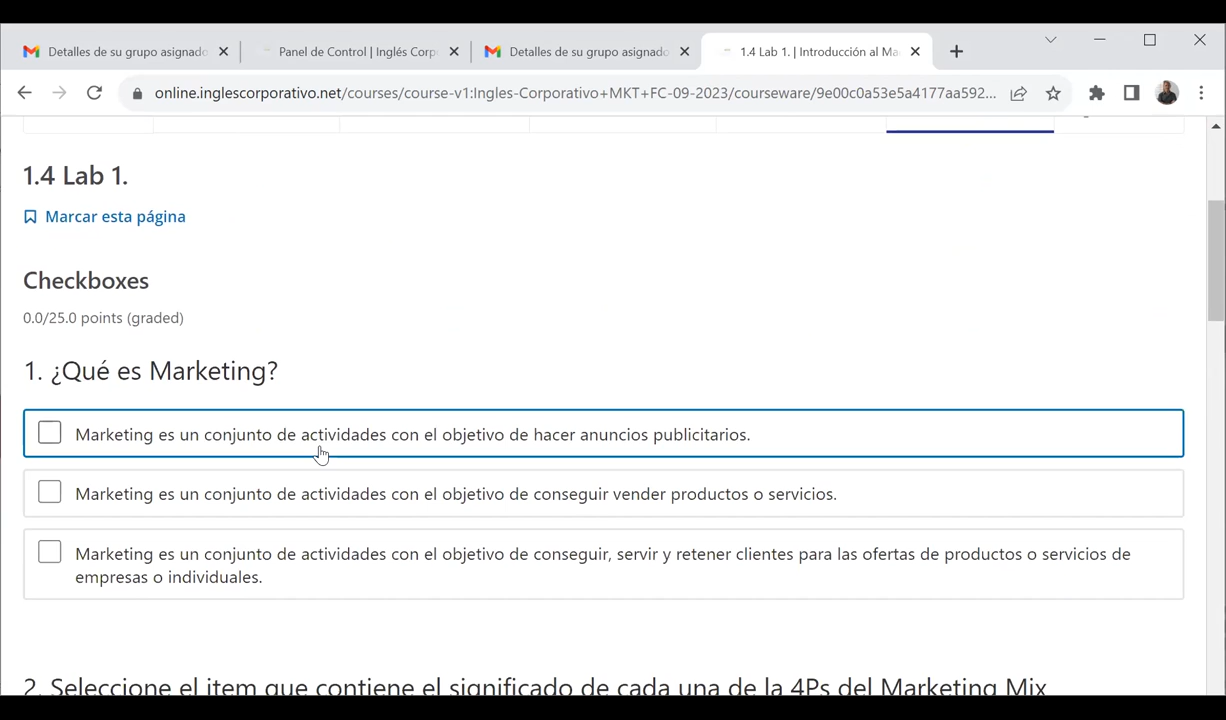 Detalles de su grupo asignado
Panel de Control | Inglés Corp
Detalles de su grupo asignado
1.4 Lab 1. | Introducción al Ma
online.inglescorporativo.net/courses/course-v1:Ingles-Corporativo+MKT+FC-09-2023/courseware/9e00c0a53e5a4177aa592...
1.4 Lab 1.
Marcar esta página
Checkboxes
0.0/25.0 points (graded)
1. ¿Qué es Marketing?
Marketing es un conjunto de actividades con el objetivo de hacer anuncios publicitarios.
Marketing es un conjunto de actividades con el objetivo de conseguir vender productos o servicios.
Marketing es un conjunto de actividades con el objetivo de conseguir, servir y retener clientes para las ofertas de productos o servicios de
empresas o individuales.
2. Seleccione el item que contiene el significado de cada una de la 4Ps del Marketing Mix